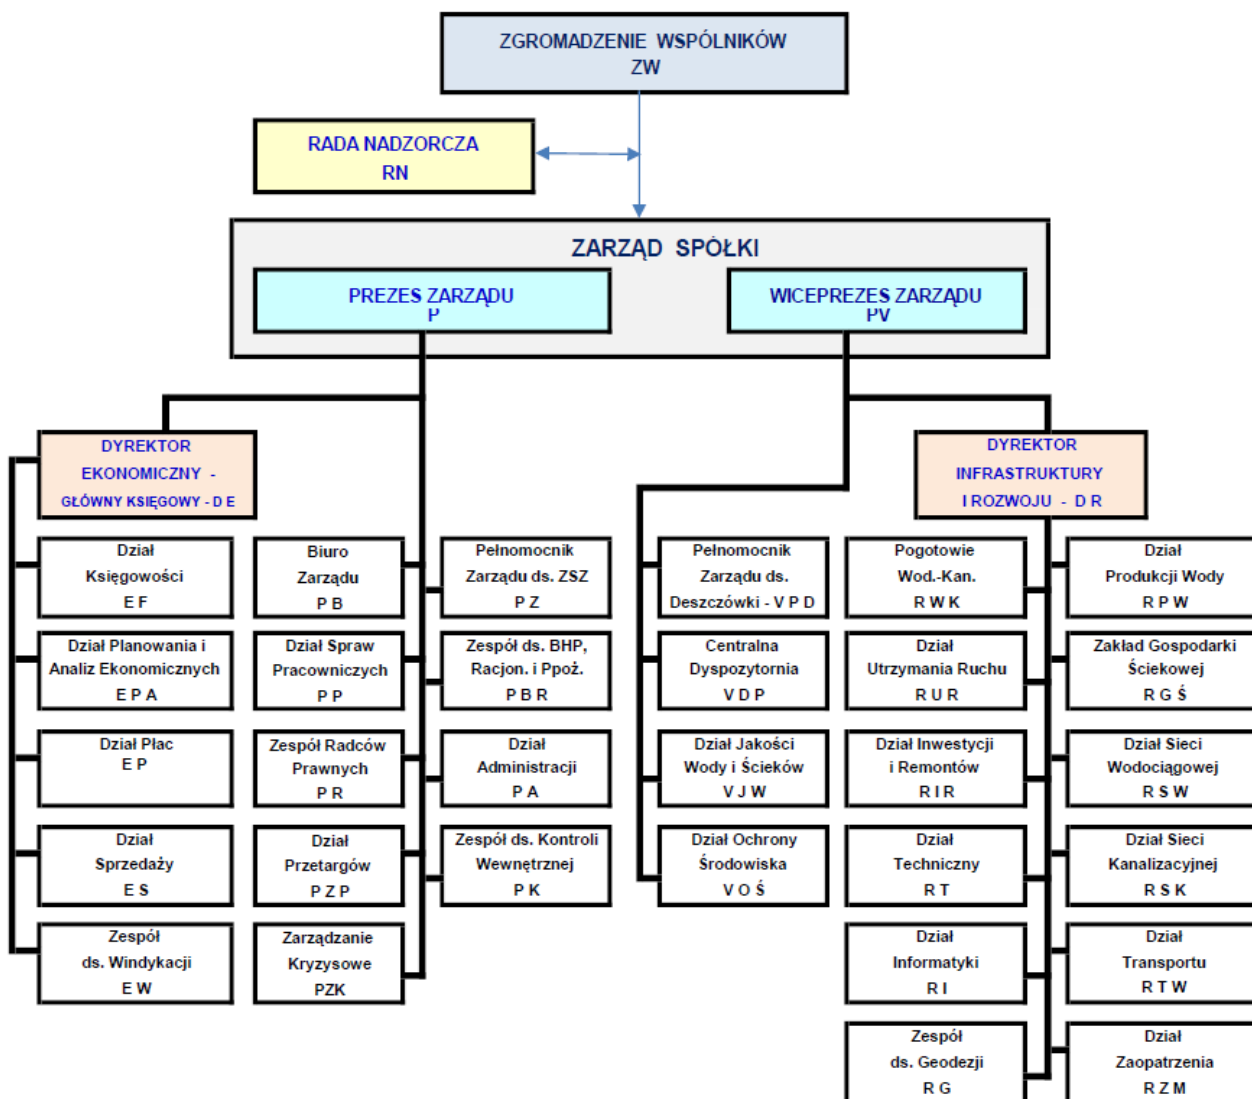 ZGROMADZENIE WSPÓLNIKÓW
ZW
RADA NADZORCZA
RN
ZARZĄD SPÓŁKI
PREZES ZARZĄDU
P
WICEPREZES ZARZĄDU
PV
DYREKTOR
EKONOMICZNY -
GŁÓWNY KSIĘGOWY - D E
DYREKTOR
INFRASTRUKTURY
I ROZWOJU - D R
Dział
Księgowości
E F
Biuro
Zarządu
P B
Pełnomocnik
Zarządu ds. ZSZ
P Z
Pełnomocnik
Zarządu ds.
Deszczówki - V P D
Pogotowie
Wod.-Kan.
R W K
Dział
Produkcji Wody
R P W
Dział Planowania i
Analiz Ekonomicznych
E P A
Dział Spraw
Pracowniczych
P P
Zespół ds. BHP,
Racjon. i Ppoż.
P B R
Centralna
Dyspozytornia
V D P
Dział
Utrzymania Ruchu
R U R
Zakład Gospodarki
Ściekowej
R G Ś
Dział Płac
E P
Zespół Radców
Prawnych
P R
Dział
Administracji
P A
Dział Jakości
Wody i Ścieków
V J W
Dział Inwestycji
i Remontów
R I R
Dział Sieci
Wodociągowej
R S W
Dział
Sprzedaży
E S
Dział
Przetargów
P Z P
Zespół ds. Kontroli
Wewnętrznej
P K
Dział Ochrony
Środowiska
V O Ś
Dział
Techniczny
R T
Dział Sieci
Kanalizacyjnej
R S K
Zespół
ds. Windykacji
E W
Zarządzanie
Kryzysowe
PZK
Dział
Informatyki
R I
Dział
Transportu
R T W
Zespół
ds. Geodezji
R G
Dział
Zaopatrzenia
R Z M